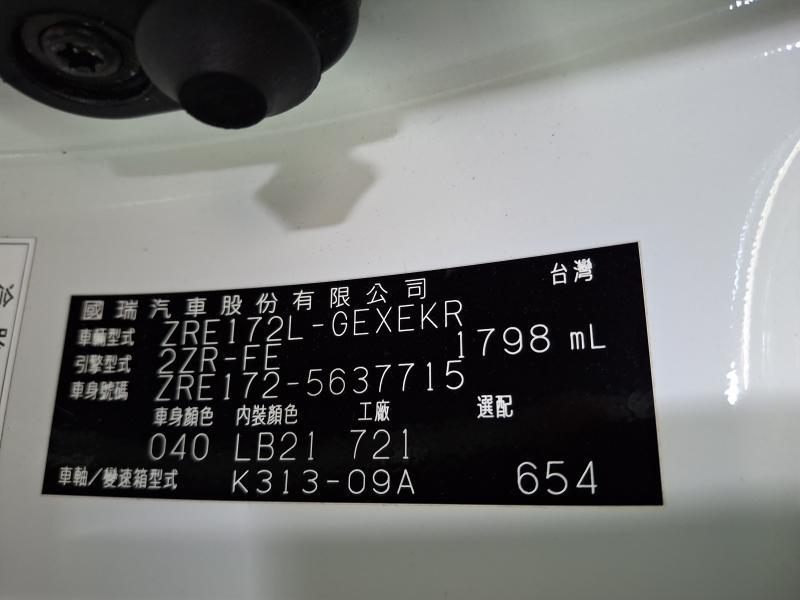 國瑞汽車股份有限公司 台灣
車輛型式 ZRE172L-GEXEKR
引擎型式 2ZR-FE 1798 mL
車身號碼 ZRE172-5637715
車身顏色 內裝顏色 工廠 選配
040 LB21 721
車軸/變速箱型式 K313-09A 654